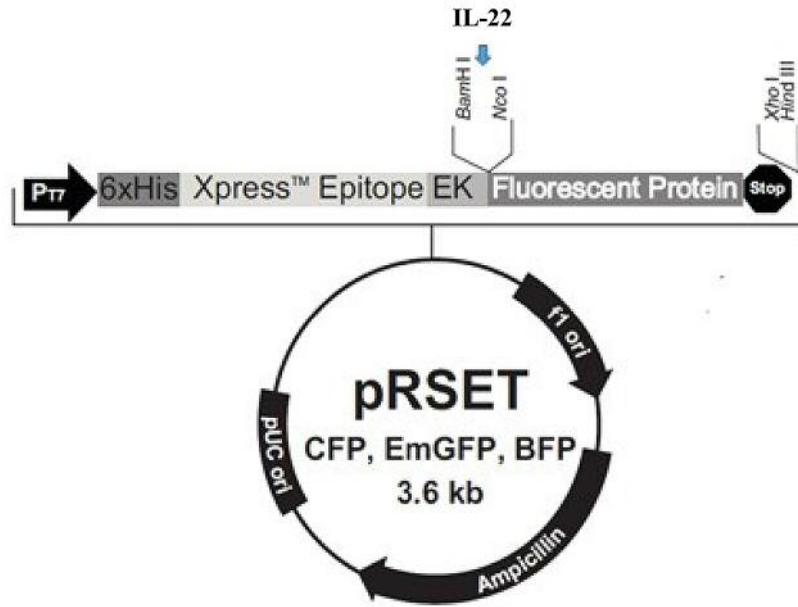 IL-22
BamH I
Nco I
Xho I
Hind III
PT7 6xHis Xpress™ Epitope EK Fluorescent Protein Stop
f1 ori
pRSET
CFP, EmGFP, BFP
3.6 kb
pUC ori
Ampicillin